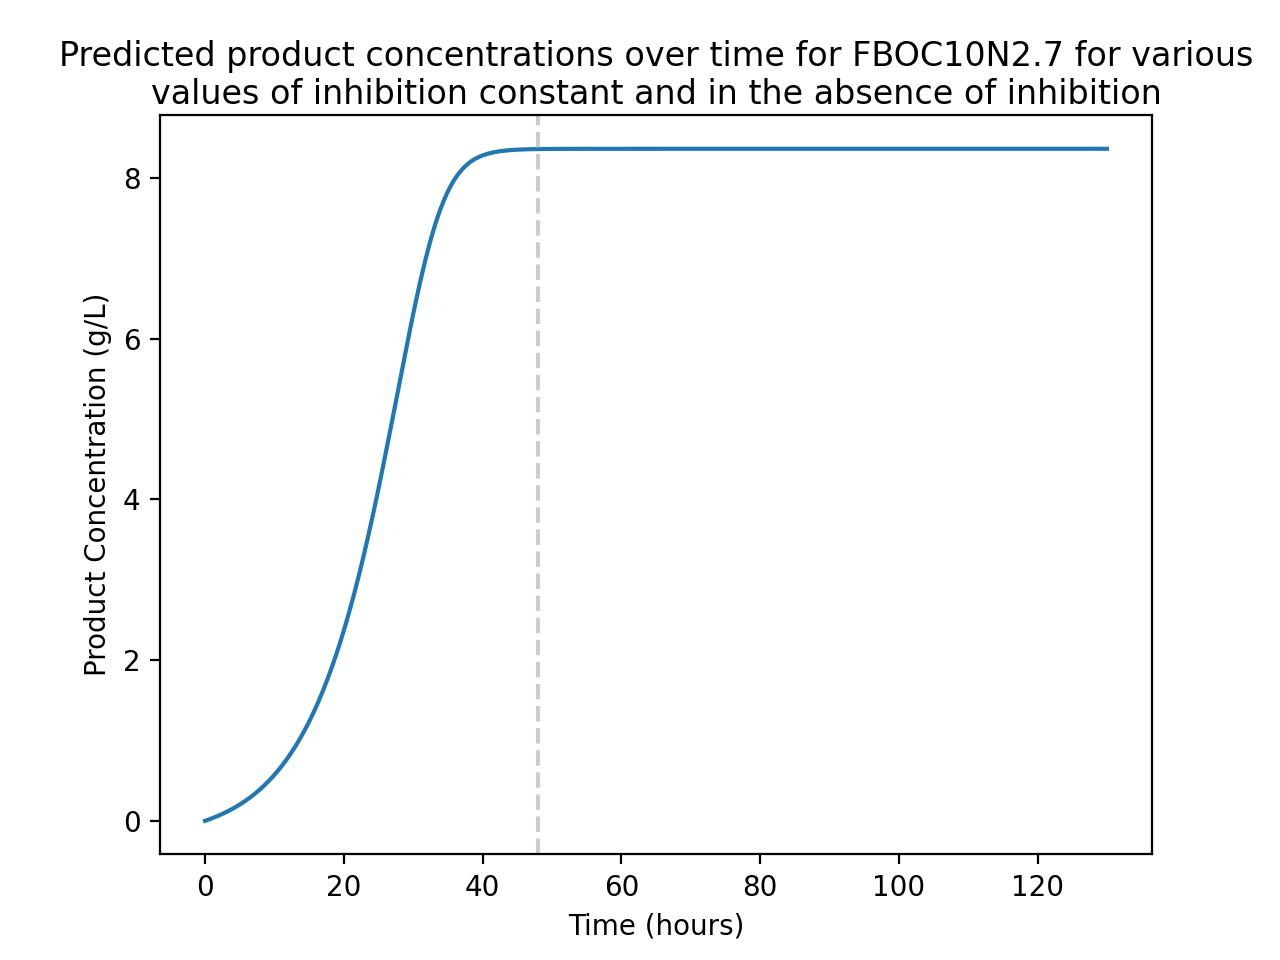 Predicted product concentrations over time for FBOC10N2.7 for various
values of inhibition constant and in the absence of inhibition
Product Concentration (g/L)
8
6
4
2
0
0 20 40 60 80 100 120
Time (hours)